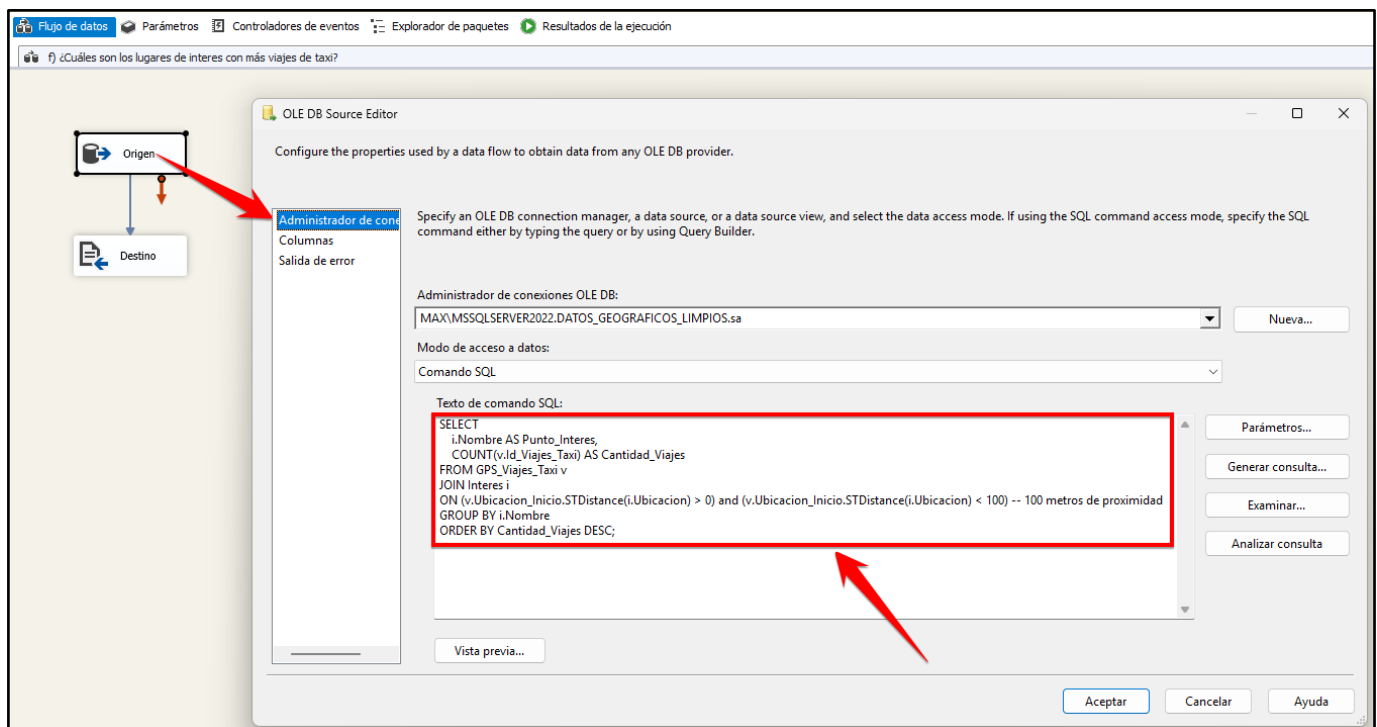 Flujo de datos Parámetros Controladores de eventos Explorador de paquetes Resultados de la ejecución
f) ¿Cuáles son los lugares de interes con más viajes de taxi?
OLE DB Source Editor
Origen
Configure the properties used by a data flow to obtain data from any OLE DB provider.
Administrador de cone
Columnas
Salida de error
Destino
Specify an OLE DB connection manager, a data source, or a data source view, and select the data access mode. If using the SQL command access mode, specify the SQL
command either by typing the query or by using Query Builder.
Administrador de conexiones OLE DB:
MAX\MSSQLSERVER2022.DATOS_GEOGRAFICOS_LIMPIOS.sa
Nueva...
Modo de acceso a datos:
Comando SQL
Texto de comando SQL:
SELECT
i.Nombre AS Punto_Interes,
COUNT(v.Id_Viajes_Taxi) AS Cantidad_Viajes
FROM GPS_Viajes_Taxi v
JOIN Interes i
ON (v.Ubicacion_Inicio.STDistance(i.Ubicacion) > 0) and (v.Ubicacion_Inicio.STDistance(i.Ubicacion) < 100) -- 100 metros de proximidad
GROUP BY i.Nombre
ORDER BY Cantidad_Viajes DESC;
Parámetros...
Generar consulta...
Examinar...
Analizar consulta
Vista previa...
Aceptar Cancelar Ayuda